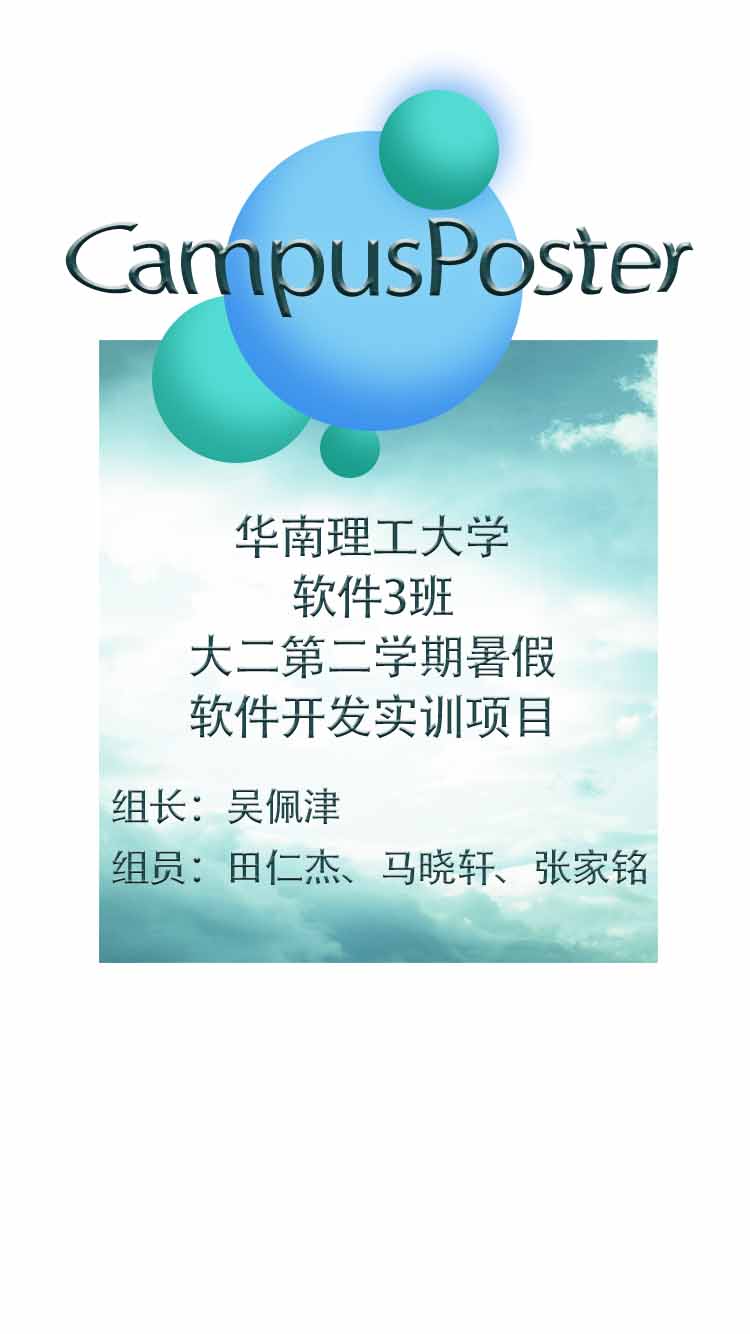 CampusPoster
华南理工大学
软件3班
大二第二学期暑假
软件开发实训项目
组长：吴佩津
组员：田仁杰、马晓轩、张家铭